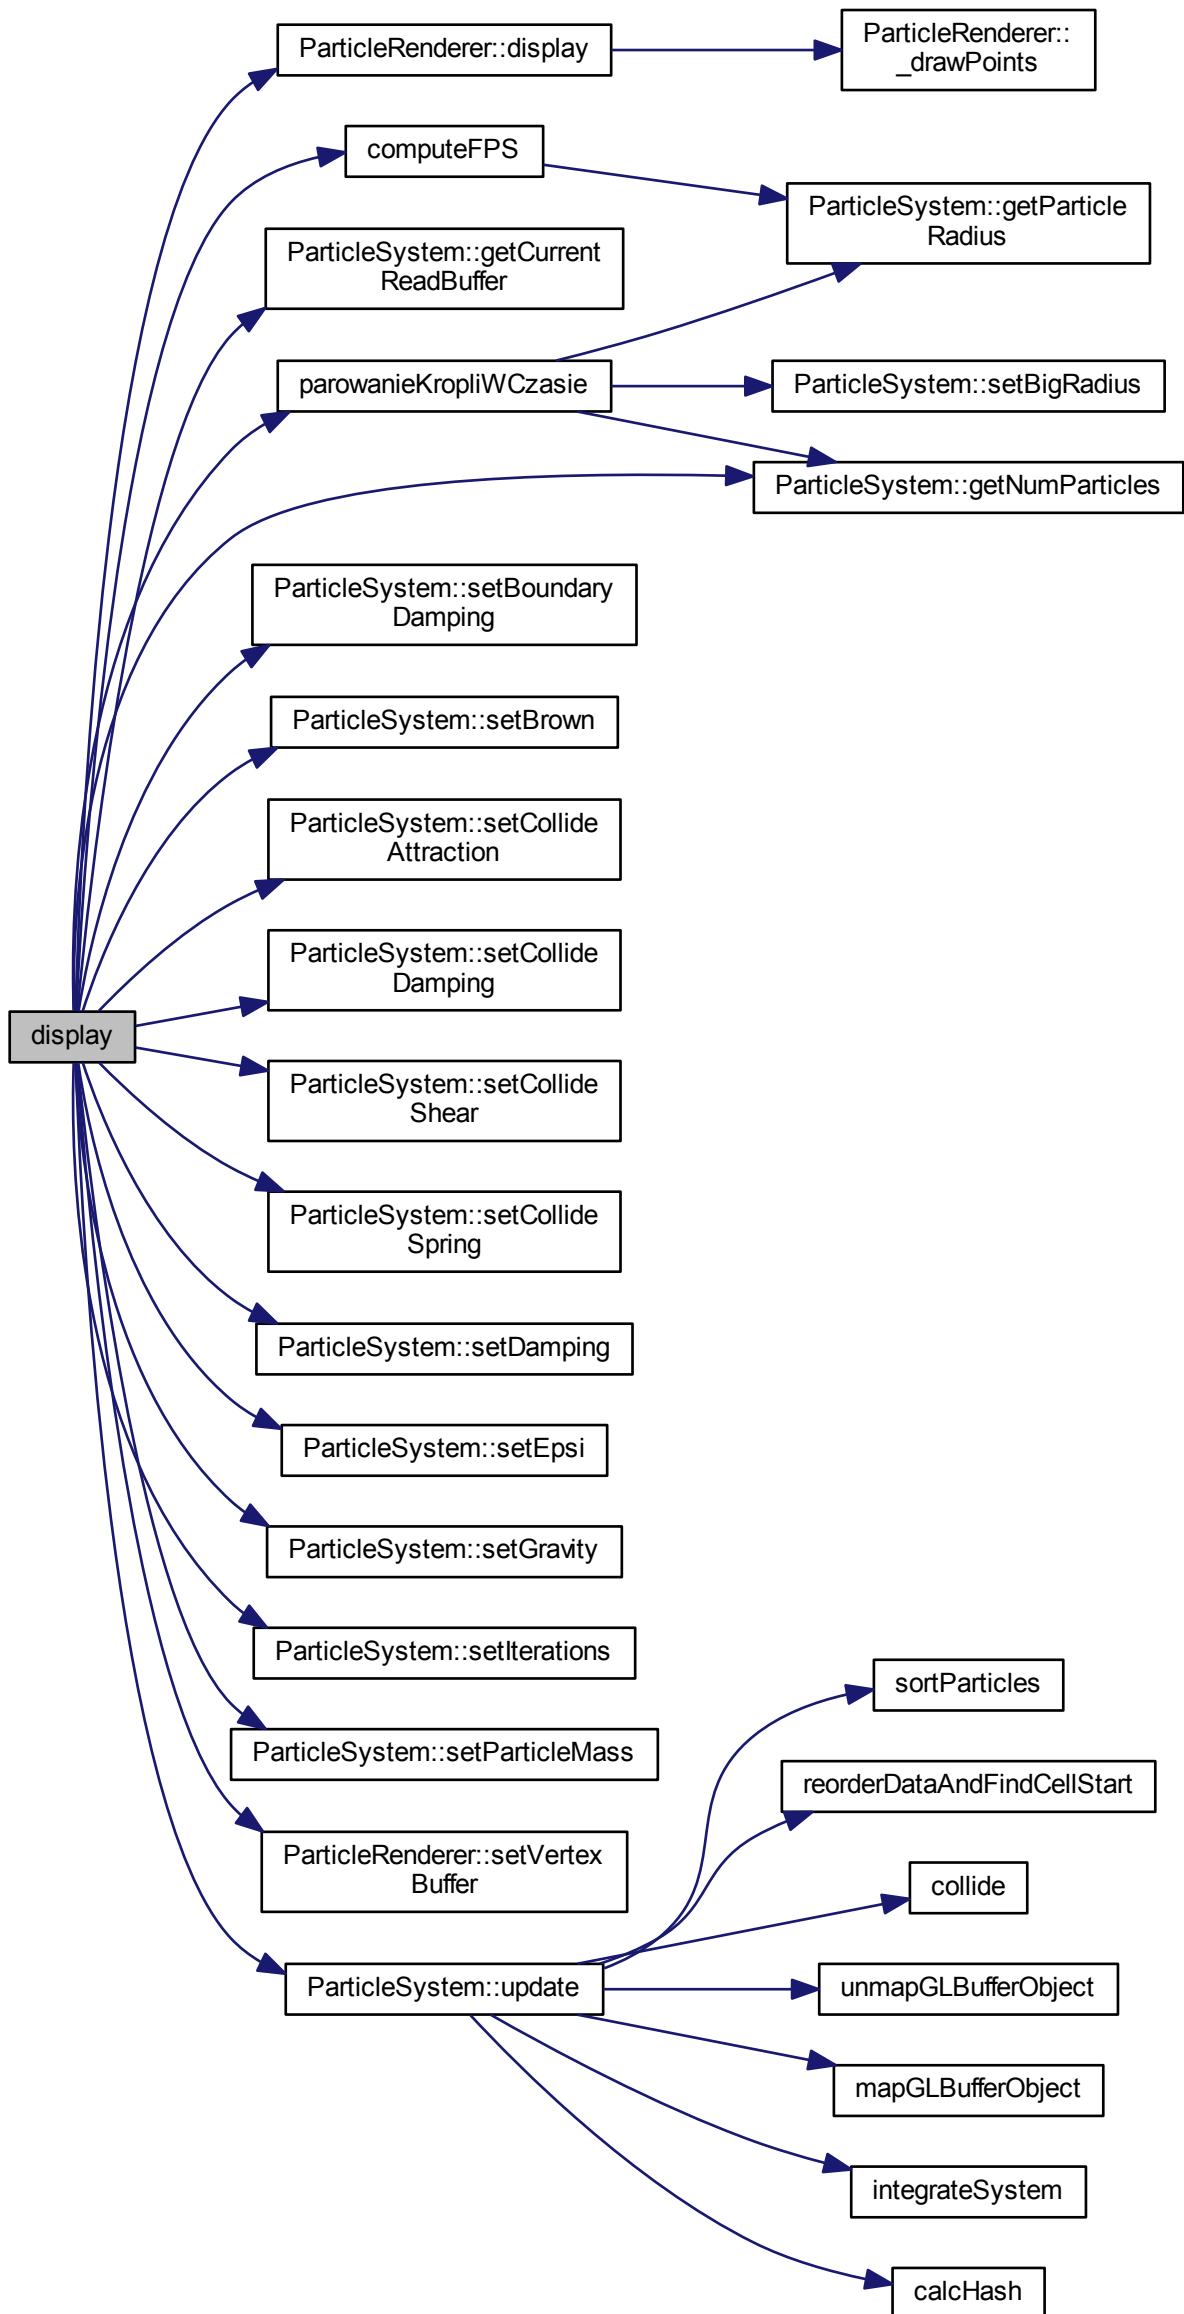 ParticleRenderer::display
ParticleRenderer::
_drawPoints
computeFPS
ParticleSystem::getParticle
Radius
ParticleSystem::getCurrent
ReadBuffer
parowanieKropliWCzasie
ParticleSystem::setBigRadius
ParticleSystem::getNumParticles
ParticleSystem::setBoundary
Damping
ParticleSystem::setBrown
ParticleSystem::setCollide
Attraction
ParticleSystem::setCollide
Damping
display
ParticleSystem::setCollide
Shear
ParticleSystem::setCollide
Spring
ParticleSystem::setDamping
ParticleSystem::setEpsi
ParticleSystem::setGravity
ParticleSystem::setIterations
sortParticles
ParticleSystem::setParticleMass
reorderDataAndFindCellStart
ParticleRenderer::setVertex
Buffer
collide
ParticleSystem::update
unmapGLBufferObject
mapGLBufferObject
integrateSystem
calcHash